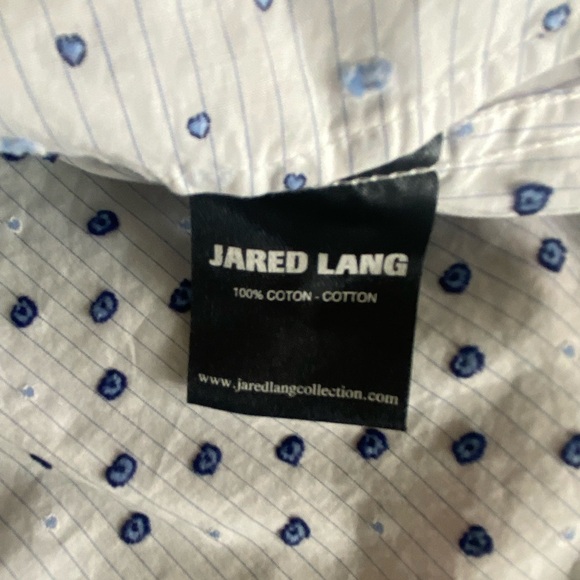 JARED LANG
100% COTON - COTTON
www.jaredlangcollection.com